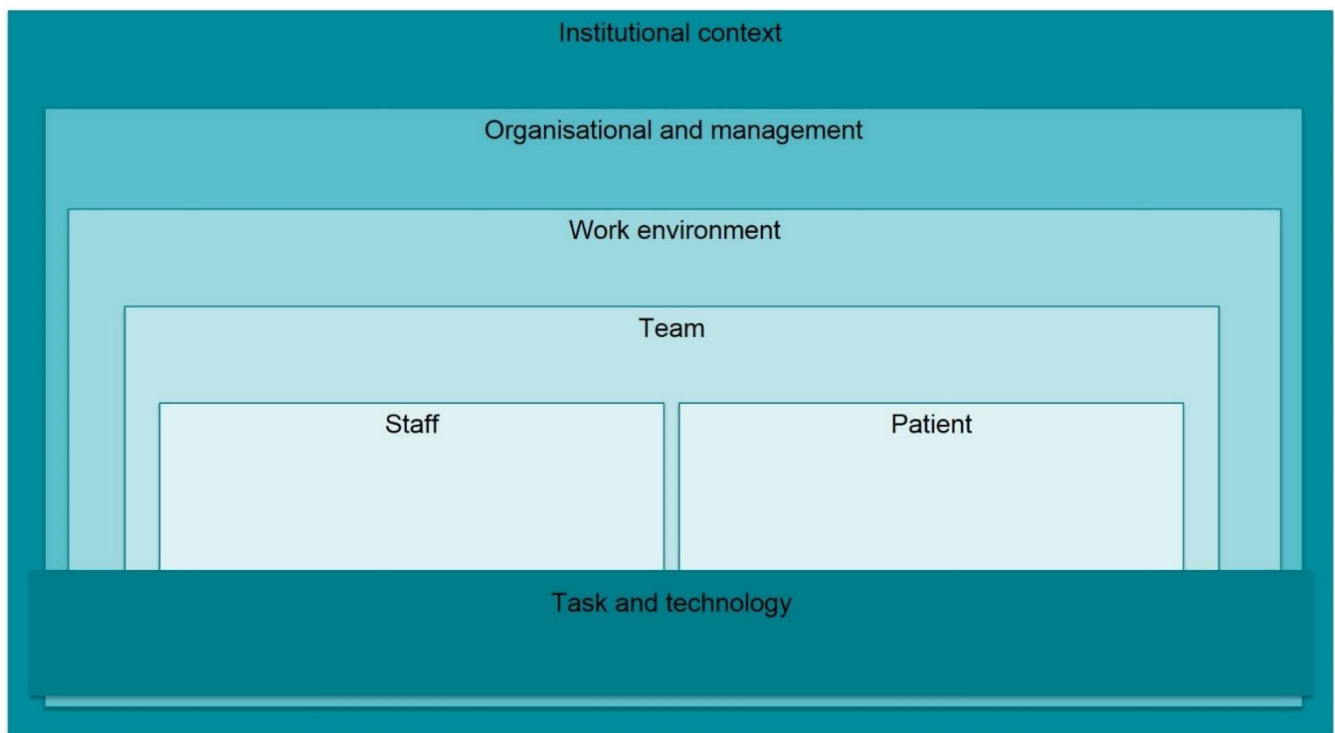 Institutional context
Organisational and management
Work environment
Team
Staff
Patient
Task and technology